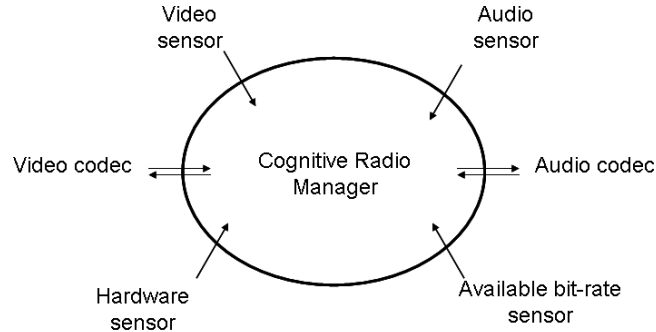 Video
sensor
Audio
sensor
Video codec
Cognitive Radio
Manager
Audio codec
Hardware
sensor
Available bit-rate
sensor